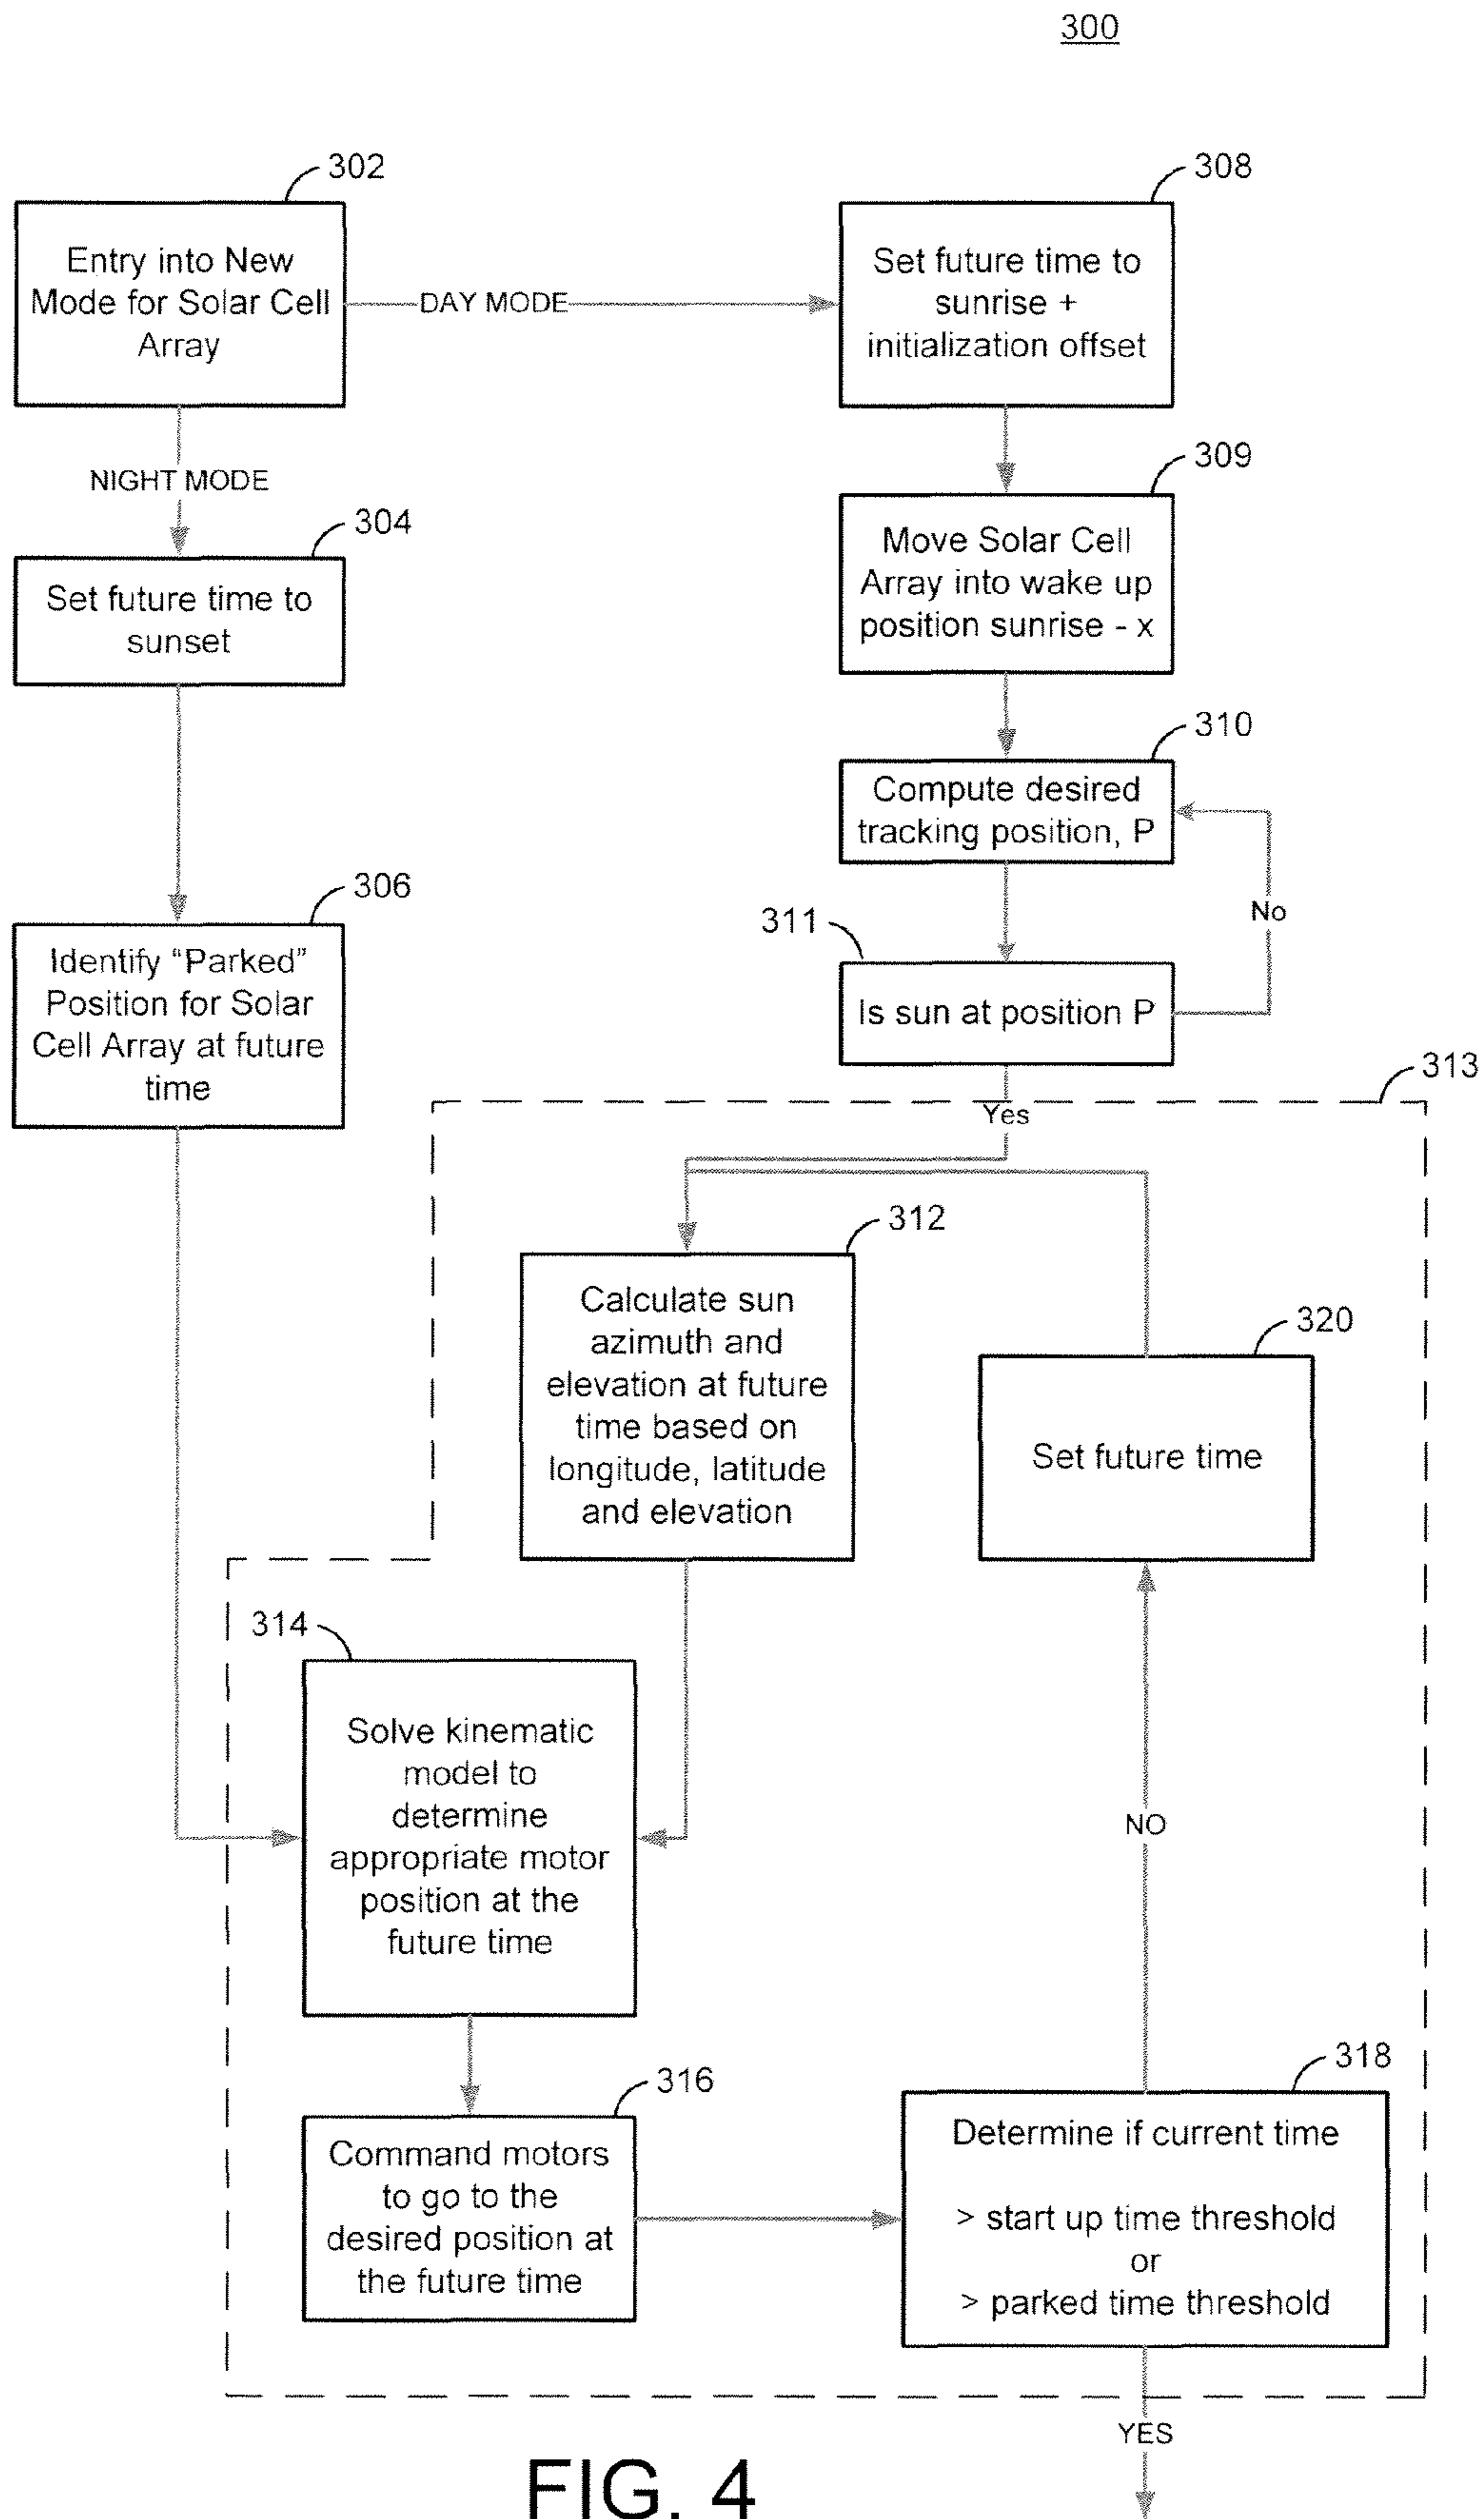 300
302
Entry into New
Mode for Solar Cell
Array
DAY MODE
308
Set future time to
sunrise +
initialization offset
NIGHT MODE
304
Set future time to
sunset
309
Move Solar Cell
Array into wake up
position sunrise - x
310
Compute desired
tracking position, P
No
306
Identify “Parked”
Position for Solar
Cell Array at future
time
311
Is sun at position P
313
Yes
312
Calculate sun
azimuth and
elevation at future
time based on
longitude, latitude
and elevation
320
Set future time
314
Solve kinematic
model to
determine
appropriate motor
position at the
future time
NO
316
Command motors
to go to the
desired position at
the future time
318
Determine if current time
> start up time threshold
or
> parked time threshold
YES
FIG. 4